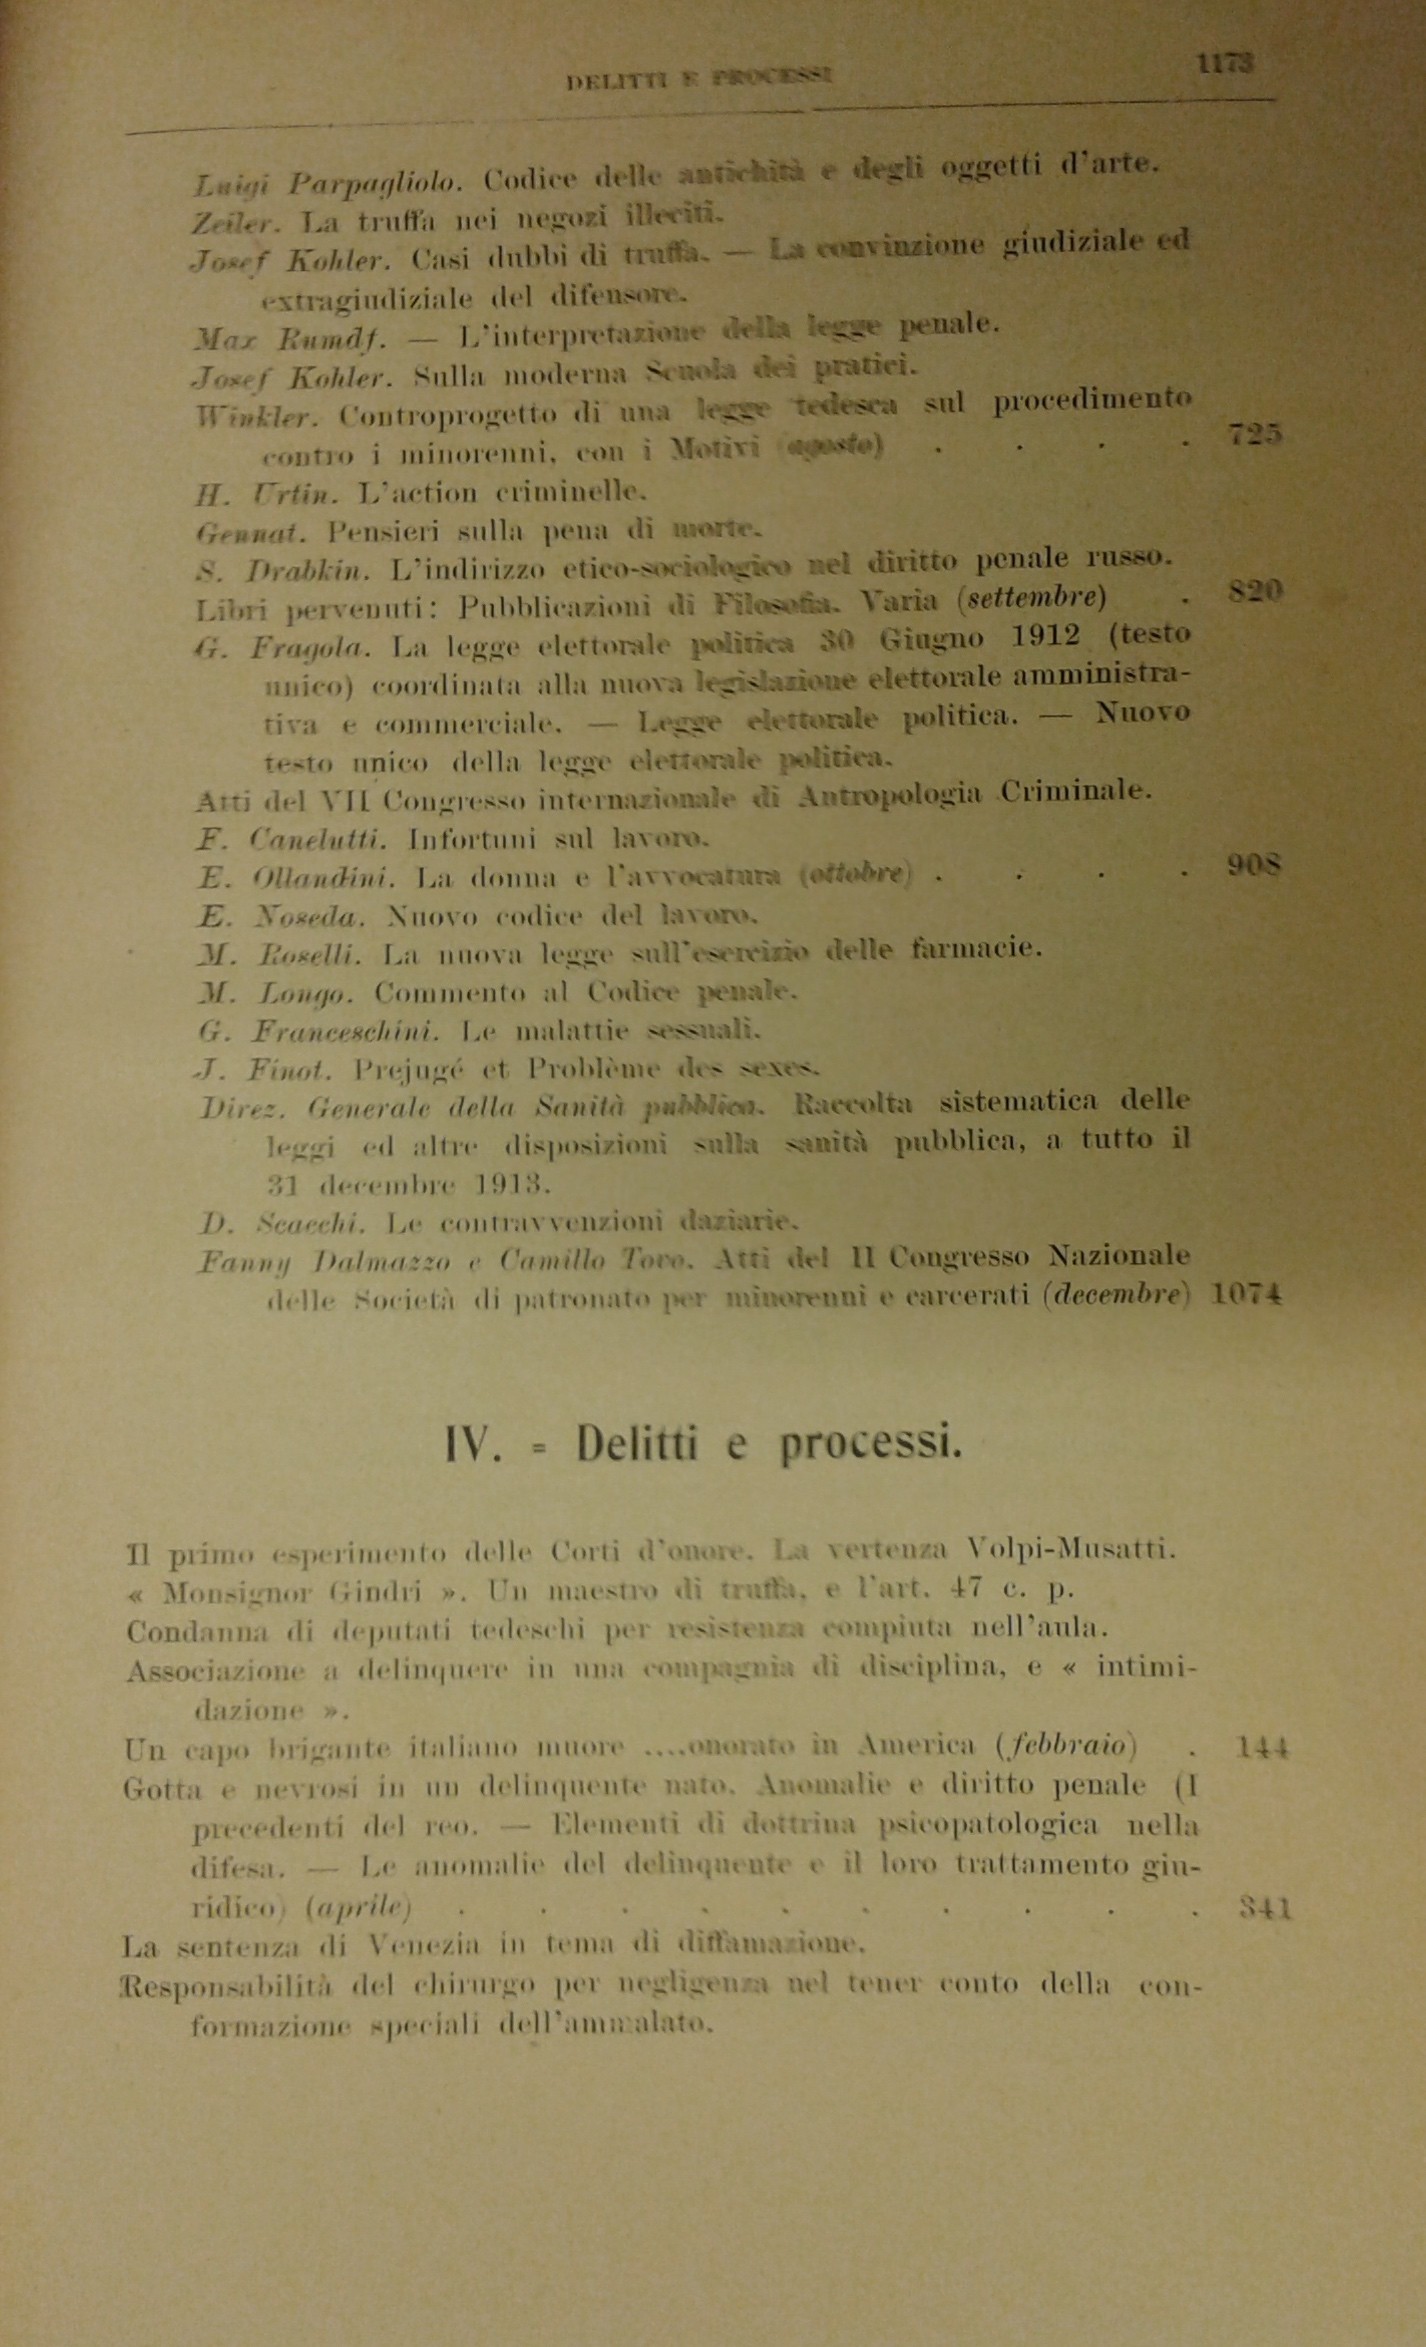 DELITTI E PROCESSI 1173
Luigi Parpagliolo. Codice delle antichità e degli oggetti d'arte.
Zeiler. La truffa nei negozi illeciti.
Josef Kohler. Casi dubbi di truffa. — La convinzione giudiziale ed
extragiudiziale del difensore.
Max Rumdf. — L'interpretazione della legge penale.
Josef Kohler. Sulla moderna Scuola dei pratici.
Winkler. Controprogetto di una legge tedesca sul procedimento
contro i minorenni, con i Motivi (agosto) . . . . 725
H. Urtin. L'action criminelle.
Gennat. Pensieri sulla pena di morte.
S. Drabkin. L'indirizzo etico-sociologico nel diritto penale russo.
Libri pervenuti: Pubblicazioni di Filosofia. Varia (settembre) . 820
G. Fragola. La legge elettorale politica 30 Giugno 1912 (testo
unico) coordinata alla nuova legislazione elettorale amministra-
tiva e commerciale. — Legge elettorale politica. — Nuovo
testo unico della legge elettorale politica.
Atti del VII Congresso internazionale di Antropologia Criminale.
F. Canelutti. Infortuni sul lavoro.
E. Ollandini. La donna e l'avvocatura (ottobre) . . . . 908
E. Noseda. Nuovo codice del lavoro.
M. Roselli. La nuova legge sull'esercizio delle farmacie.
M. Longo. Commento al Codice penale.
G. Franceschini. Le malattie sessuali.
J. Finot. Prejugé et Problème des sexes.
Direz. Generale della Sanità pubblica. Raccolta sistematica delle
leggi ed altre disposizioni sulla sanità pubblica, a tutto il
31 decembre 1913.
D. Scacchi. Le contravvenzioni daziarie.
Fanny Dalmazzo e Camillo Toro. Atti del II Congresso Nazionale
delle Società di patronato per minorenni e carcerati (decembre) 1074
IV. = Delitti e processi.
Il primo esperimento delle Corti d'onore. La vertenza Volpi-Musatti.
« Monsignor Gindri ». Un maestro di truffa, e l'art. 47 c. p.
Condanna di deputati tedeschi per resistenza compiuta nell'aula.
Associazione a delinquere in una compagnia di disciplina, e « intimi-
dazione ».
Un capo brigante italiano muore ....onorato in America (febbraio) . 144
Gotta e nevrosi in un delinquente nato. Anomalie e diritto penale (I
precedenti del reo. — Elementi di dottrina psicopatologica nella
difesa. — Le anomalie del delinquente e il loro trattamento giu-
ridico) (aprile) . . . . . . . . . . 341
La sentenza di Venezia in tema di diffamazione.
Responsabilità del chirurgo per negligenza nel tener conto della con-
formazione speciali dell'ammalato.